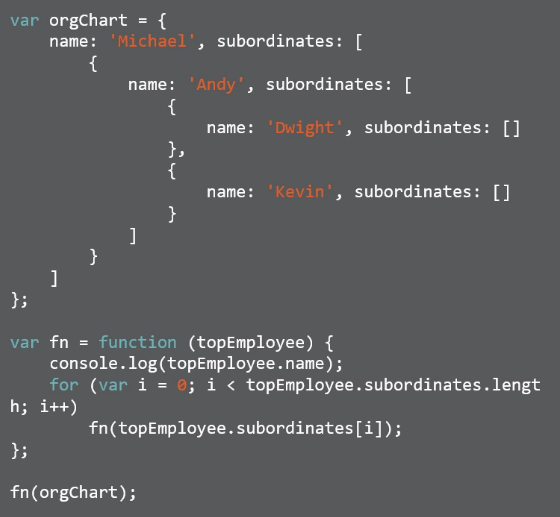 var orgChart = {
    name: 'Michael', subordinates: [
        {
            name: 'Andy', subordinates: [
                {
                    name: 'Dwight', subordinates: []
                },
                {
                    name: 'Kevin', subordinates: []
                }
            ]
        }
    ]
};

var fn = function (topEmployee) {
    console.log(topEmployee.name);
    for (var i = 0; i < topEmployee.subordinates.lengt
h; i++)
        fn(topEmployee.subordinates[i]);
};

fn(orgChart);